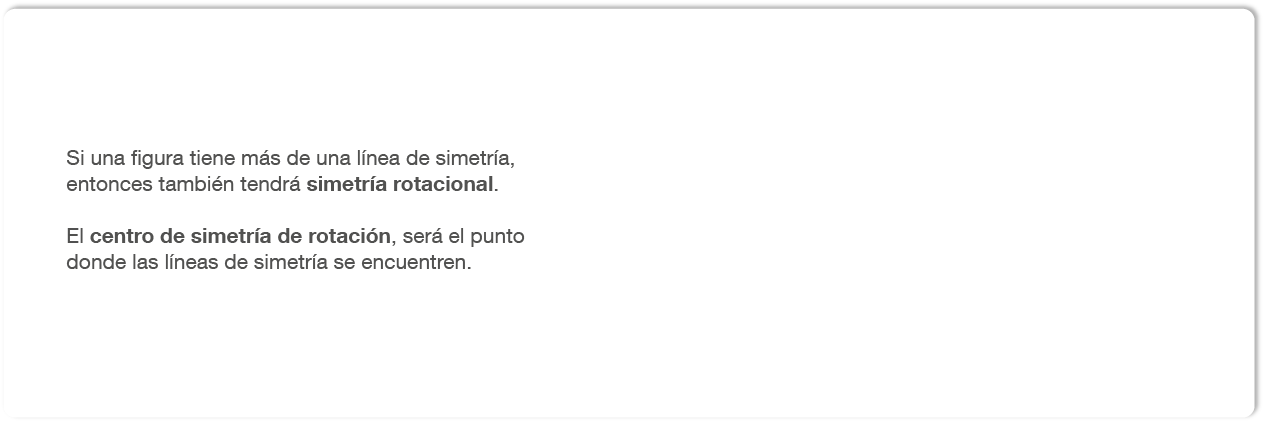 Si una figura tiene más de una línea de simetría,
entonces también tendrá simetría rotacional.
El centro de simetría de rotación, será el punto
donde las líneas de simetría se encuentren.